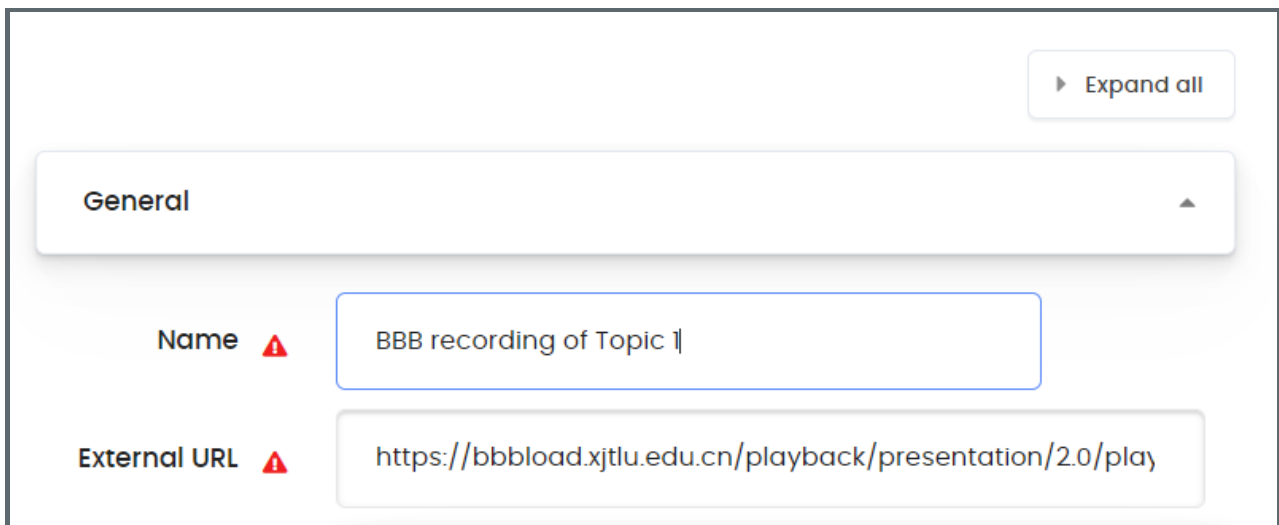 Expand all
General
Name
BBB recording of Topic 1
External URL
https://bbbload.xjtlu.edu.cn/playback/presentation/2.0/play